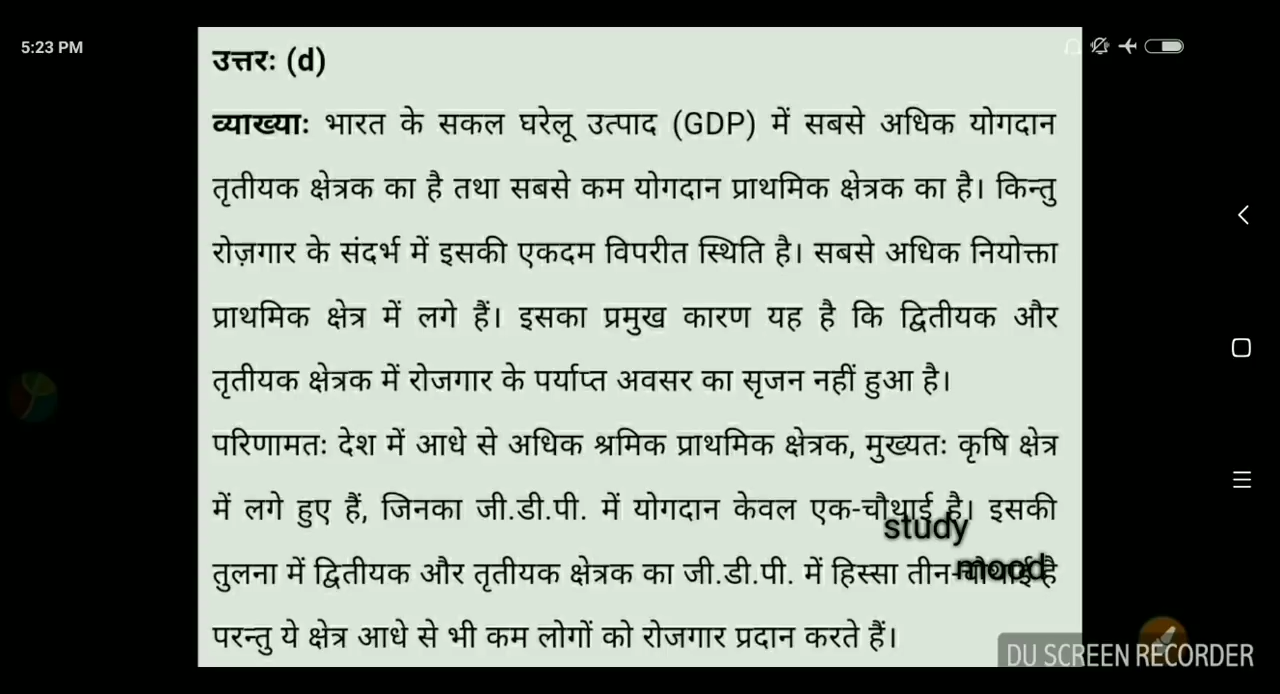 5:23 PM
उत्तरः (d)
व्याख्याः भारत के सकल घरेलू उत्पाद (GDP) में सबसे अधिक योगदान
तृतीयक क्षेत्रक का है तथा सबसे कम योगदान प्राथमिक क्षेत्रक का है। किन्तु
रोज़गार के संदर्भ में इसकी एकदम विपरीत स्थिति है। सबसे अधिक नियोक्ता
प्राथमिक क्षेत्र में लगे हैं। इसका प्रमुख कारण यह है कि द्वितीयक और
तृतीयक क्षेत्रक में रोजगार के पर्याप्त अवसर का सृजन नहीं हुआ है।
परिणामतः देश में आधे से अधिक श्रमिक प्राथमिक क्षेत्रक, मुख्यतः कृषि क्षेत्र
में लगे हुए हैं, जिनका जी.डी.पी. में योगदान केवल एक-चौथाई है। इसकी
study
तुलना में द्वितीयक और तृतीयक क्षेत्रक का जी.डी.पी. में हिस्सा तीन-चौथाई है
mood
परन्तु ये क्षेत्र आधे से भी कम लोगों को रोजगार प्रदान करते हैं।
DU SCREEN RECORDER